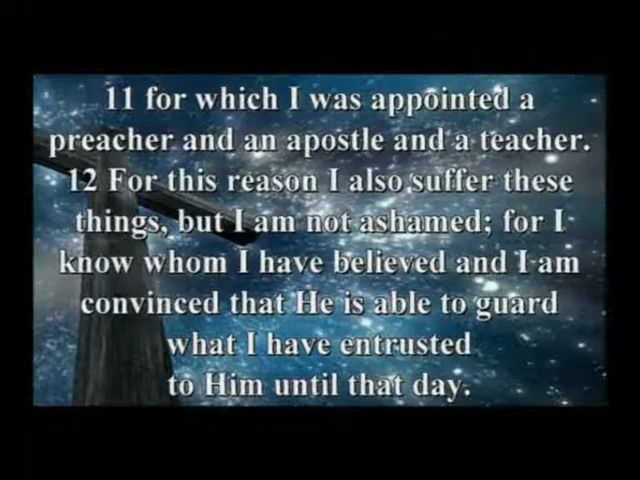 11 for which I was appointed a
preacher and an apostle and a teacher.
12 For this reason I also suffer these
things, but I am not ashamed; for I
know whom I have believed and I am
convinced that He is able to guard
what I have entrusted
to Him until that day.